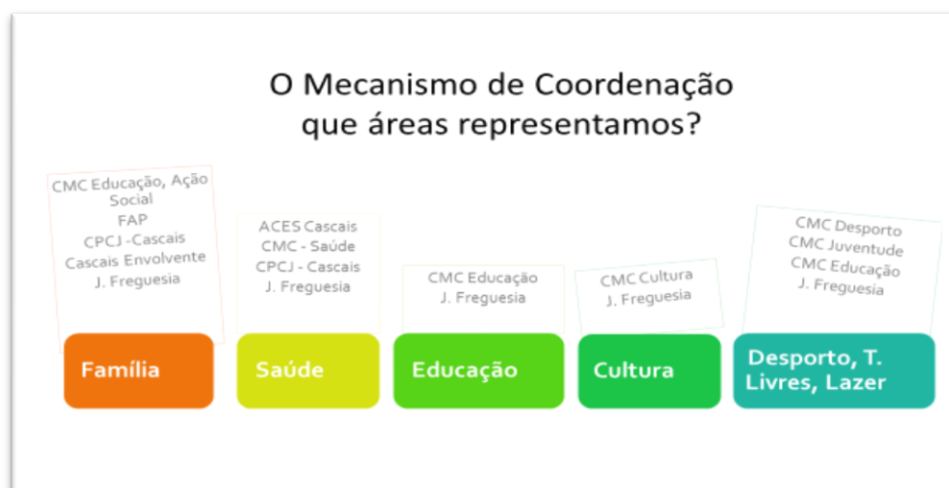 O Mecanismo de Coordenação
que áreas representamos?
CMC Educação, Ação
Social
FAP
CPCJ -Cascais
Cascais Envolvente
J. Freguesia
Família
ACES Cascais
CMC - Saúde
CPCJ - Cascais
J. Freguesia
Saúde
CMC Educação
J. Freguesia
Educação
CMC Cultura
J. Freguesia
Cultura
CMC Desporto
CMC Juventude
CMC Educação
J. Freguesia
Desporto, T.
Livres, Lazer